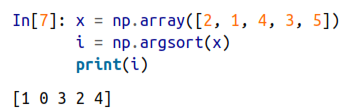 In[7]: x = np.array([2, 1, 4, 3, 5])
i = np.argsort(x)
print(i)
[1 0 3 2 4]